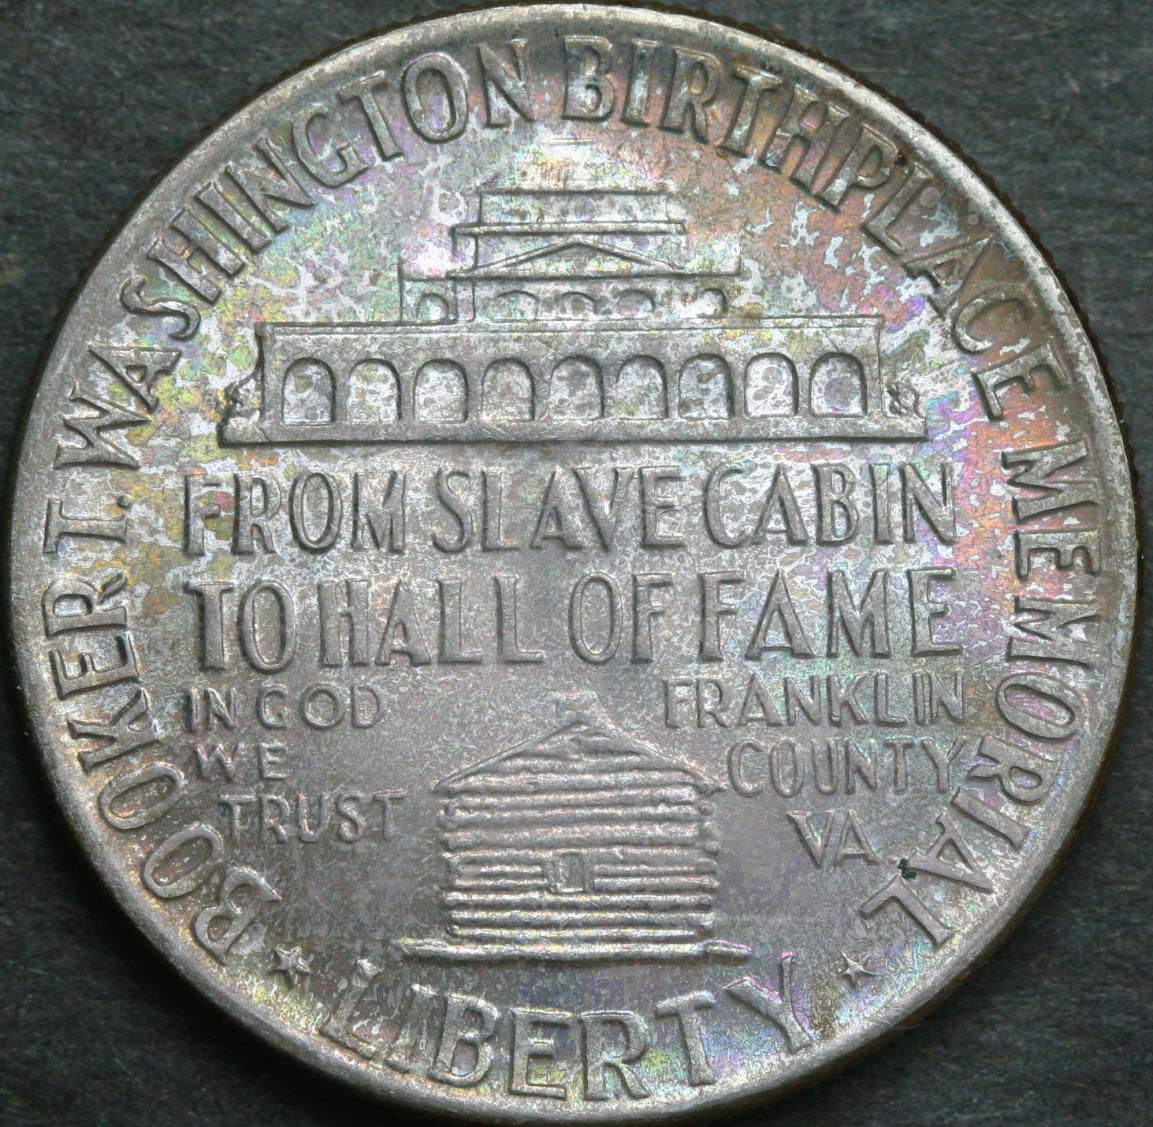 BOOKER T. WASHINGTON BIRTHPLACE MEMORIAL
FROM SLAVE CABIN
TO HALL OF FAME
IN GOD
WE
TRUST
FRANKLIN
COUNTY
VA.
LIBERTY